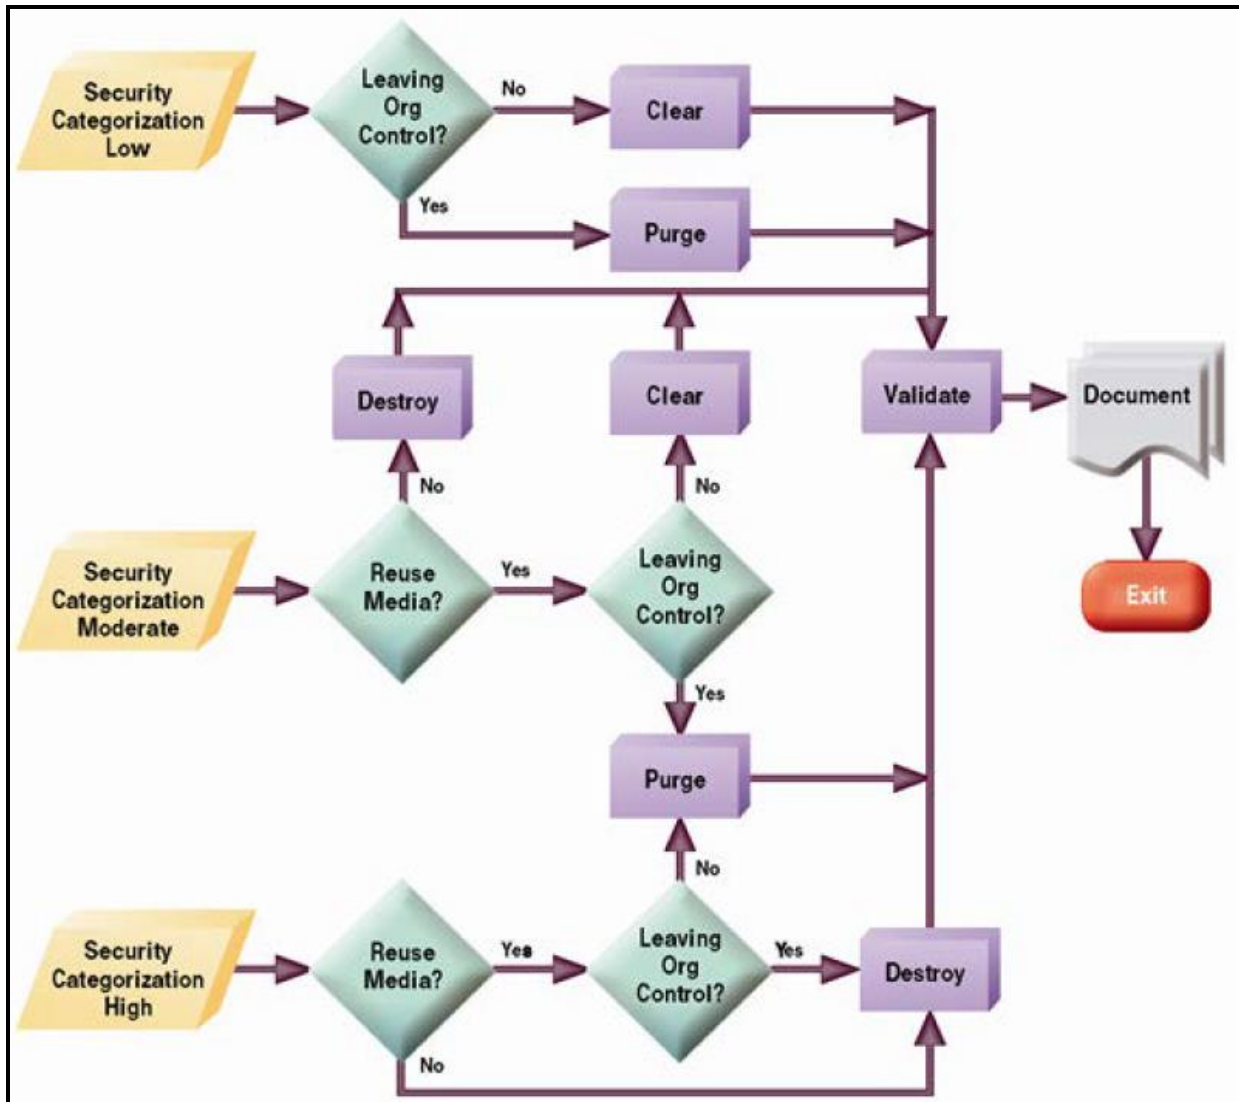 Security
Categorization
Low
Leaving
Org
Control?
No
Clear
Yes
Purge
Destroy
Clear
Validate
Document
No
No
Security
Categorization
Moderate
Reuse
Media?
Yes
Leaving
Org
Control?
Exit
Yes
Purge
No
Security
Categorization
High
Reuse
Media?
Yes
Leaving
Org
Control?
Yes
Destroy
No